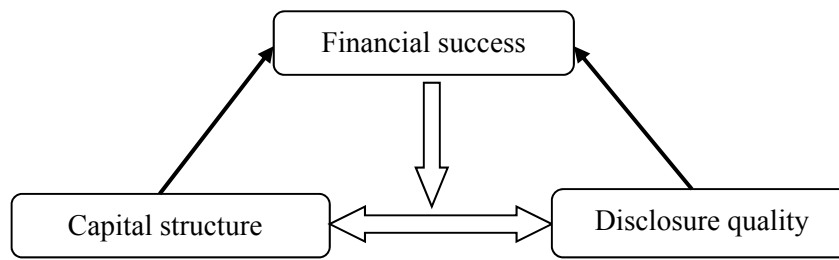 Financial success
Capital structure
Disclosure quality